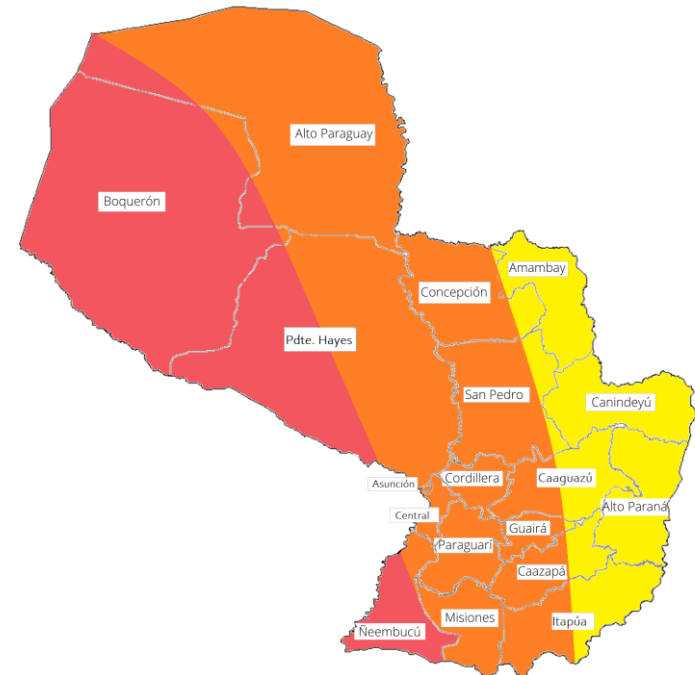 Alto Paraguay
Boquerón
Amambay
Concepción
Pdte. Hayes
San Pedro
Canindeyú
Cordillera
Caaguazú
Asunción
Alto Paraná
Central
Guairá
Paraguarí
Caazapá
Misiones
Itapúa
Ñeembucú